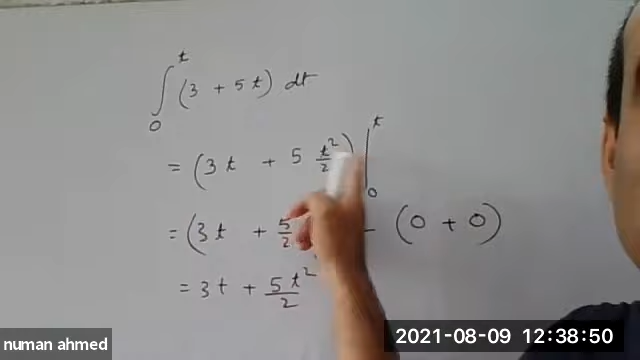 ∫₀ᵗ (3 + 5t) dt
= (3t + 5 t²/2) |₀ᵗ
= (3t + 5/2 - (0 + 0)
= 3t + 5t²/2
numan ahmed
2021-08-09 12:38:50